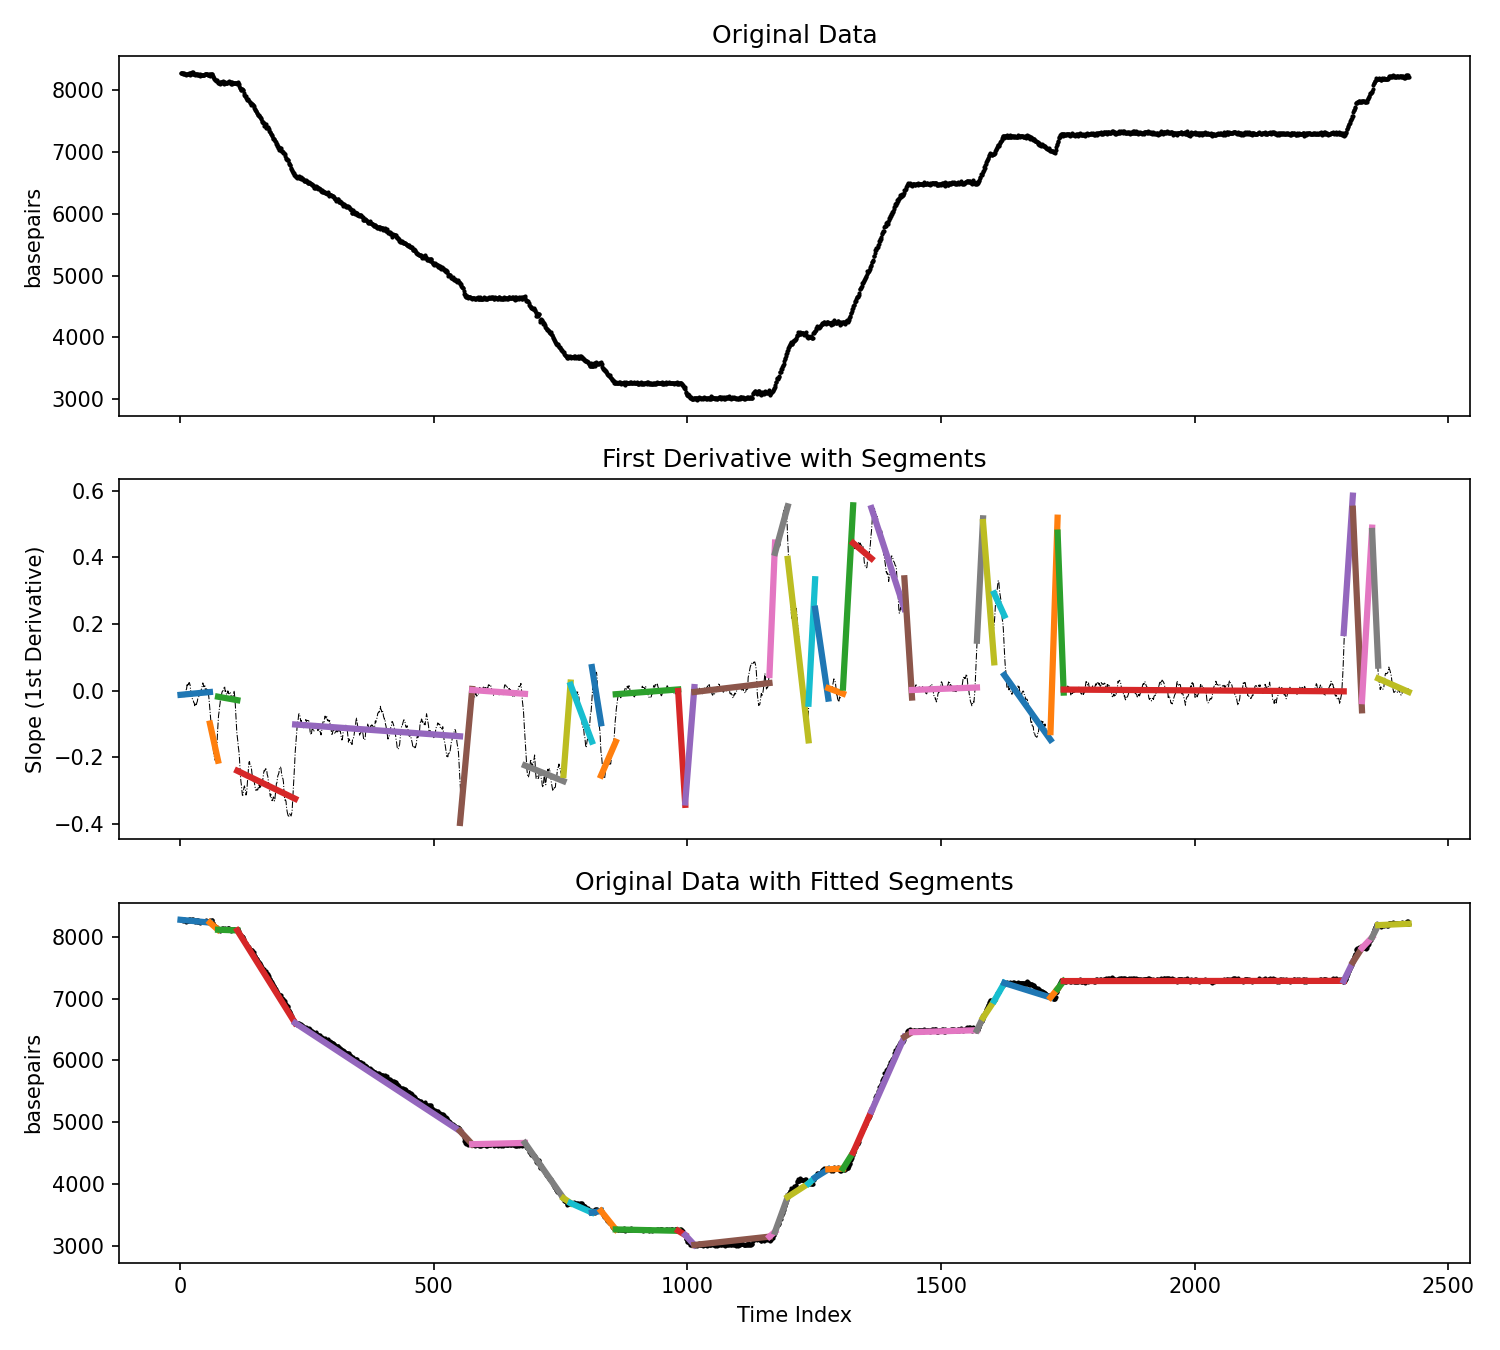 Original Data
basepairs
8000
7000
6000
5000
4000
3000
First Derivative with Segments
Slope (1st Derivative)
0.6
0.4
0.2
0.0
−0.2
−0.4
Original Data with Fitted Segments
basepairs
8000
7000
6000
5000
4000
3000
0 500 1000 1500 2000 2500
Time Index